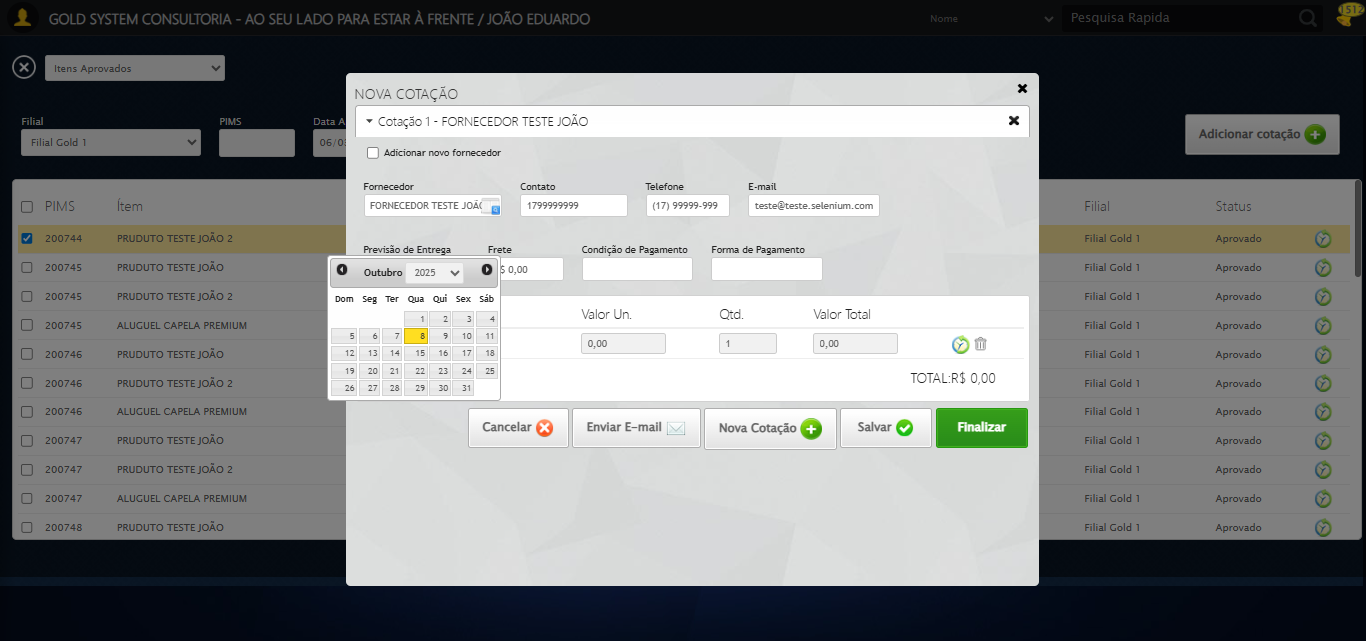 GOLD SYSTEM CONSULTORIA - AO SEU LADO PARA ESTAR À FRENTE / JOÃO EDUARDO
Nome
Pesquisa Rapida
1512
Itens Aprovados
Filial
PIMS
Data A
Filial Gold 1
06/0
Adicionar cotação
PIMS Ítem Filial Status
200744 PRUDUTO TESTE JOÃO 2 Filial Gold 1 Aprovado
200745 PRUDUTO TESTE JOÃO Filial Gold 1 Aprovado
200745 PRUDUTO TESTE JOÃO 2 Filial Gold 1 Aprovado
200745 ALUGUEL CAPELA PREMIUM Filial Gold 1 Aprovado
200746 PRUDUTO TESTE JOÃO Filial Gold 1 Aprovado
200746 PRUDUTO TESTE JOÃO 2 Filial Gold 1 Aprovado
200746 ALUGUEL CAPELA PREMIUM Filial Gold 1 Aprovado
200747 PRUDUTO TESTE JOÃO Filial Gold 1 Aprovado
200747 PRUDUTO TESTE JOÃO 2 Filial Gold 1 Aprovado
200747 ALUGUEL CAPELA PREMIUM Filial Gold 1 Aprovado
200748 PRUDUTO TESTE JOÃO Filial Gold 1 Aprovado
NOVA COTAÇÃO
Cotação 1 - FORNECEDOR TESTE JOÃO
Adicionar novo fornecedor
Fornecedor Contato Telefone E-mail
FORNECEDOR TESTE JOÃO 1799999999 (17) 99999-999 teste@teste.selenium.com
Previsão de Entrega Frete Condição de Pagamento Forma de Pagamento
$ 0,00
Outubro 2025
Dom Seg Ter Qua Qui Sex Sáb
1 2 3 4
5 6 7 8 9 10 11
12 13 14 15 16 17 18
19 20 21 22 23 24 25
26 27 28 29 30 31
Valor Un. Qtd. Valor Total
0,00 1 0,00
TOTAL:R$ 0,00
Cancelar Enviar E-mail Nova Cotação Salvar Finalizar